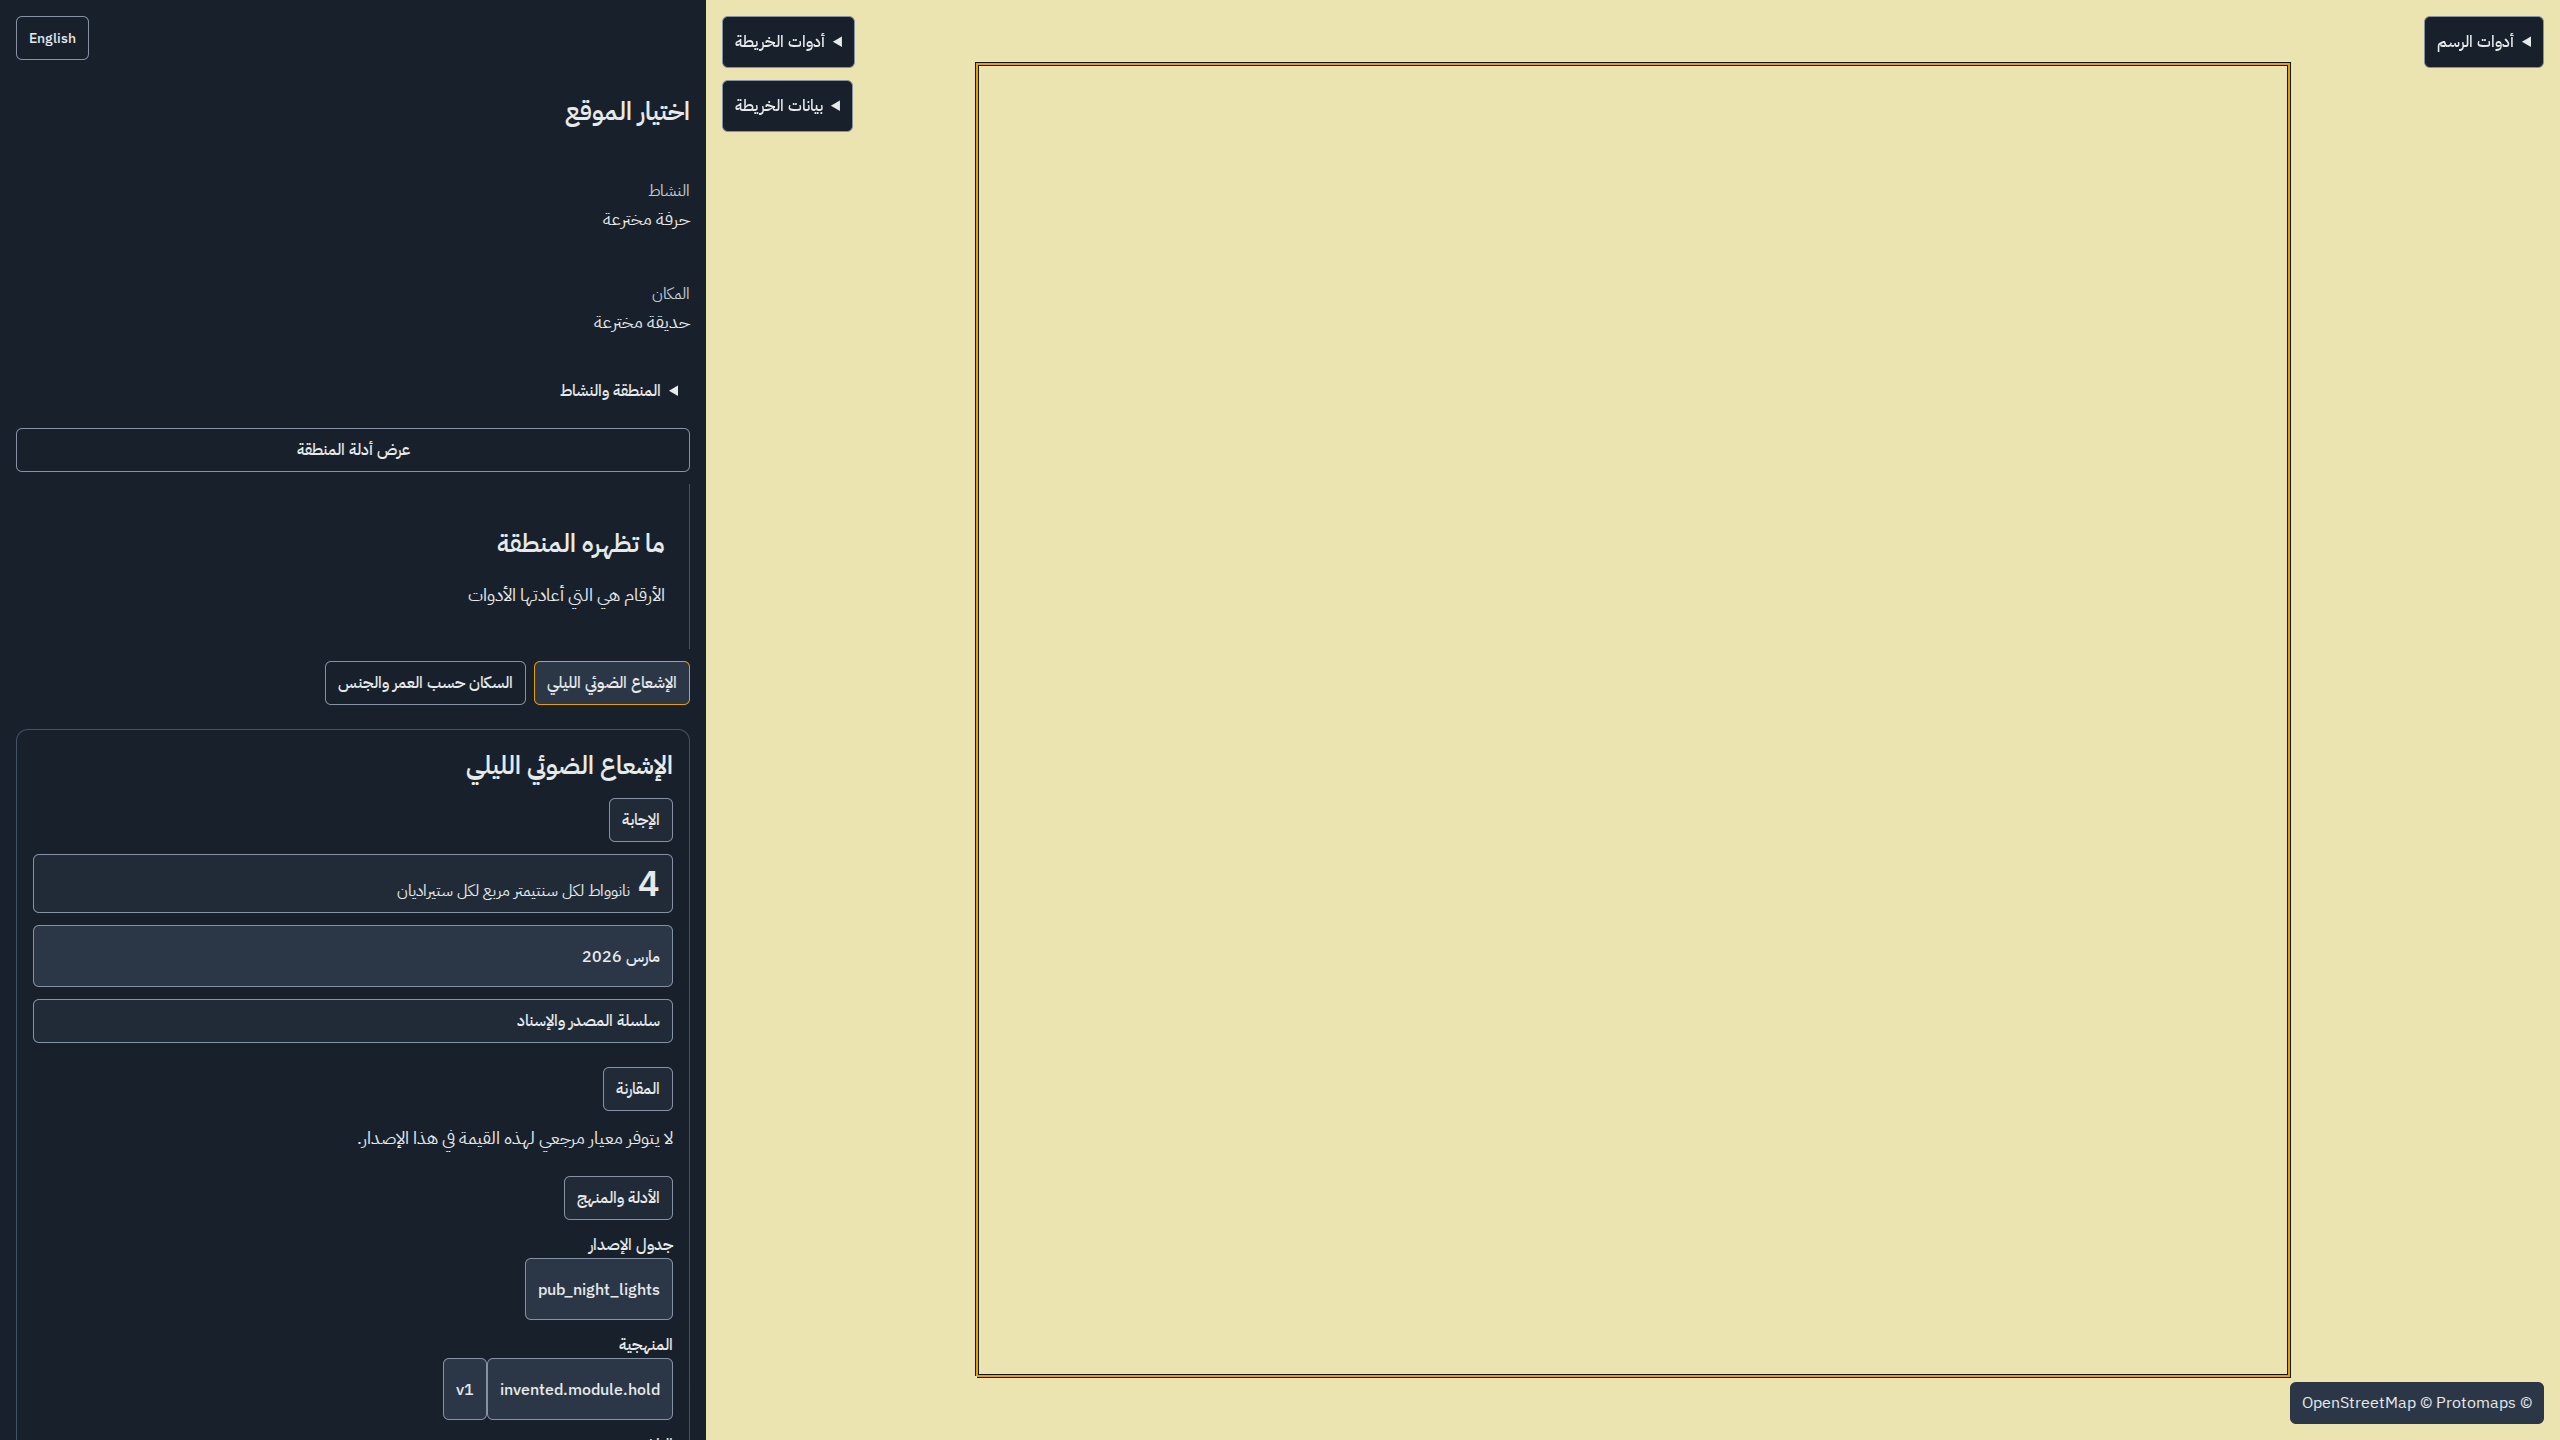 English
اختيار الموقع
النشاط
حرفة مخترعة
المكان
حديقة مخترعة
المنطقة والنشاط
عرض أدلة المنطقة
ما تظهره المنطقة
الأرقام هي التي أعادتها الأدوات
الإشعاع الضوئي الليلي
السكان حسب العمر والجنس
الإشعاع الضوئي الليلي
الإجابة
4 نانوواط لكل سنتيمتر مربع لكل ستيراديان
مارس 2026
سلسلة المصدر والإسناد
المقارنة
لا يتوفر معيار مرجعي لهذه القيمة في هذا الإصدار.
الأدلة والمنهج
جدول الإصدار
pub_night_lights
المنهجية
invented.module.hold
v1
أدوات الخريطة
بيانات الخريطة
أدوات الرسم
OpenStreetMap © Protomaps ©